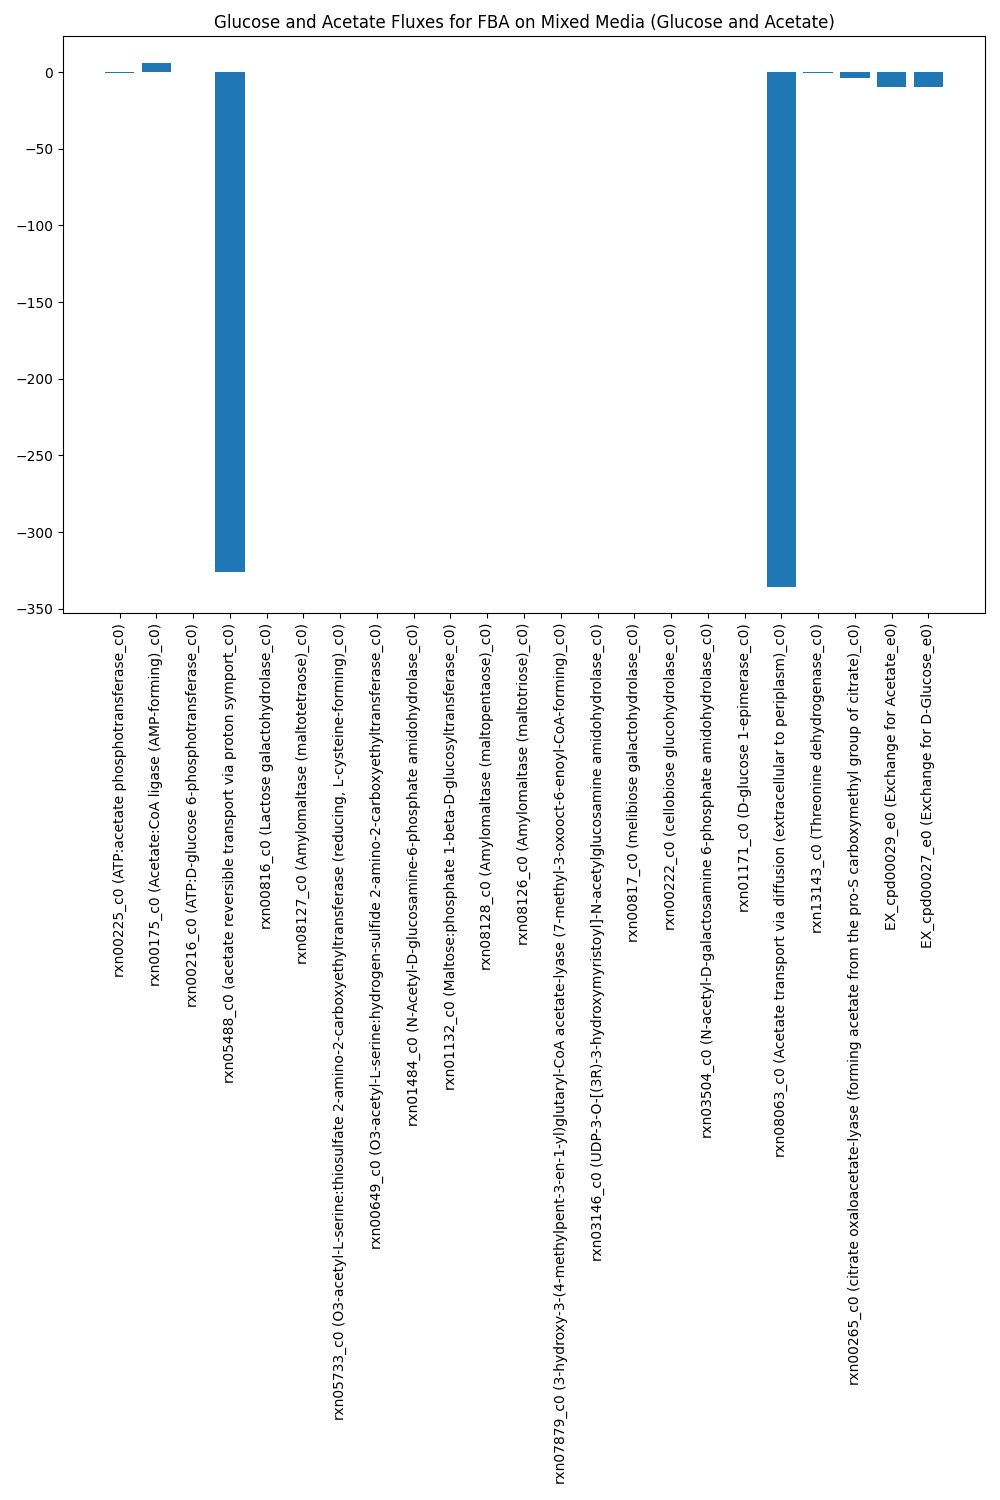 Glucose and Acetate Fluxes for FBA on Mixed Media (Glucose and Acetate)
0
−50
−100
−150
−200
−250
−300
−350
rxn00225_c0 (ATP:acetate phosphotransferase_c0)
rxn00175_c0 (Acetate:CoA ligase (AMP-forming)_c0)
rxn00216_c0 (ATP:D-glucose 6-phosphotransferase_c0)
rxn05488_c0 (acetate reversible transport via proton symport_c0)
rxn00816_c0 (Lactose galactohydrolase_c0)
rxn08127_c0 (Amylomaltase (maltotetraose)_c0)
rxn05733_c0 (O3-acetyl-L-serine:thiosulfate 2-amino-2-carboxyethyltransferase (reducing, L-cysteine-forming)_c0)
rxn00649_c0 (O3-acetyl-L-serine:hydrogen-sulfide 2-amino-2-carboxyethyltransferase_c0)
rxn01484_c0 (N-Acetyl-D-glucosamine-6-phosphate amidohydrolase_c0)
rxn01132_c0 (Maltose:phosphate 1-beta-D-glucosyltransferase_c0)
rxn08128_c0 (Amylomaltase (maltopentaose)_c0)
rxn08126_c0 (Amylomaltase (maltotriose)_c0)
rxn07879_c0 (3-hydroxy-3-(4-methylpent-3-en-1-yl)glutaryl-CoA acetate-lyase (7-methyl-3-oxooct-6-enoyl-CoA-forming)_c0)
rxn03146_c0 (UDP-3-O-[(3R)-3-hydroxymyristoyl]-N-acetylglucosamine amidohydrolase_c0)
rxn00817_c0 (melibiose galactohydrolase_c0)
rxn00222_c0 (cellobiose glucohydrolase_c0)
rxn03504_c0 (N-acetyl-D-galactosamine 6-phosphate amidohydrolase_c0)
rxn01171_c0 (D-glucose 1-epimerase_c0)
rxn08063_c0 (Acetate transport via diffusion (extracellular to periplasm)_c0)
rxn13143_c0 (Threonine dehydrogenase_c0)
rxn00265_c0 (citrate oxaloacetate-lyase (forming acetate from the pro-S carboxymethyl group of citrate)_c0)
EX_cpd00029_e0 (Exchange for Acetate_e0)
EX_cpd00027_e0 (Exchange for D-Glucose_e0)